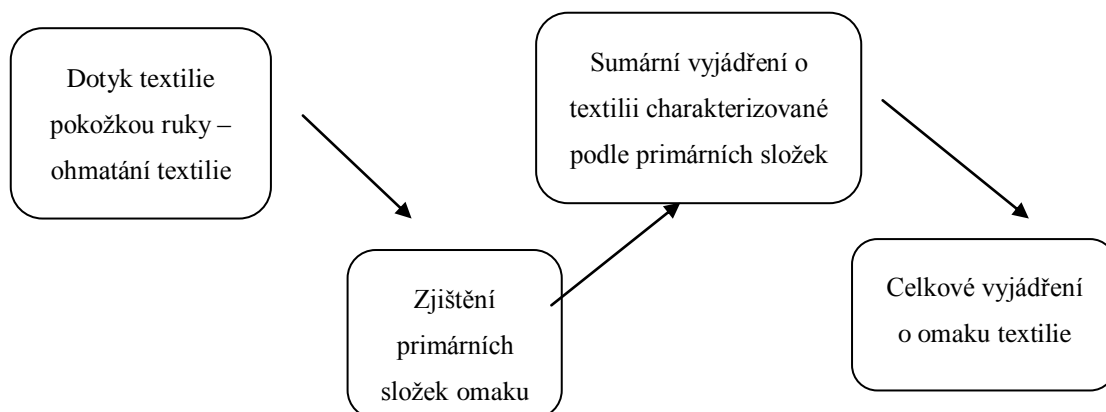 Dotyk textilie
pokožkou ruky –
ohmatání textilie
Zjištění
primárních
složek omaku
Sumární vyjádření o
textilii charakterizované
podle primárních složek
Celkové vyjádření
o omaku textilie